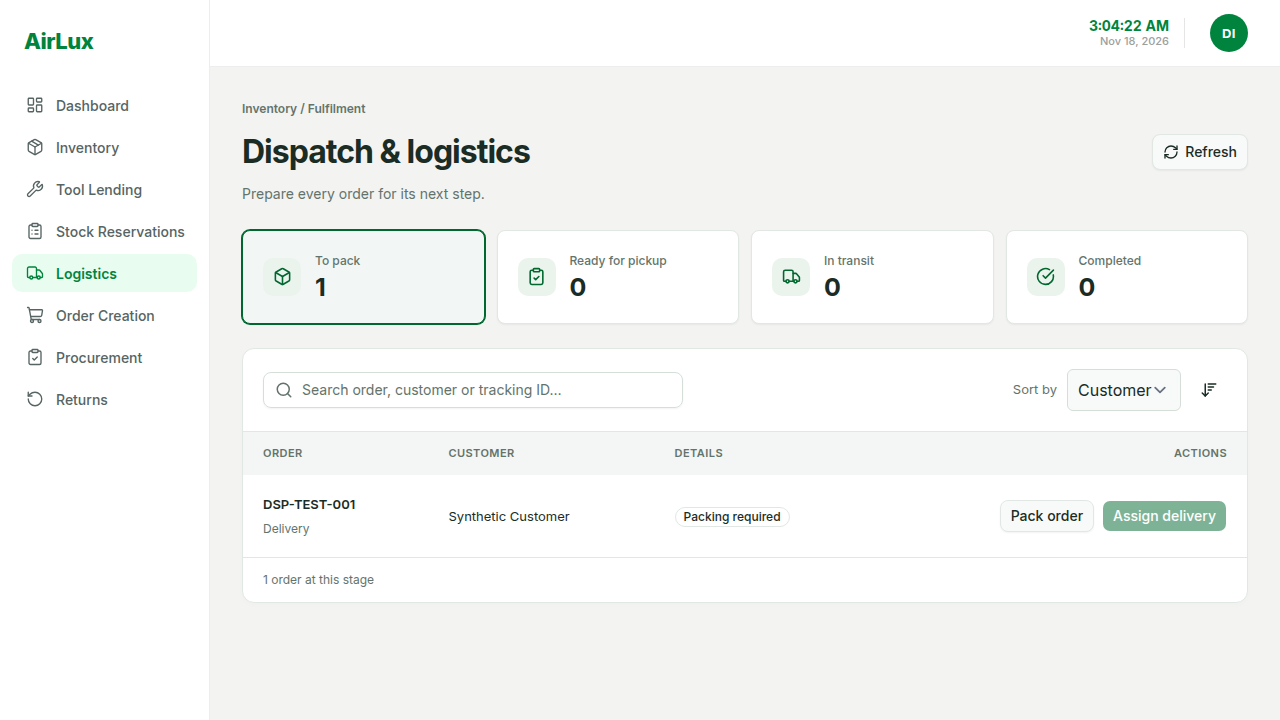 AirLux
3:04:22 AM
Nov 18, 2026
DI
Dashboard
Inventory
Tool Lending
Stock Reservations
Logistics
Order Creation
Procurement
Returns
Inventory / Fulfilment
Dispatch & logistics
Refresh
Prepare every order for its next step.
To pack
1
Ready for pickup
0
In transit
0
Completed
0
Search order, customer or tracking ID...
Sort by
Customer
ORDER CUSTOMER DETAILS ACTIONS
DSP-TEST-001
Delivery
Synthetic Customer
Packing required
Pack order
Assign delivery
1 order at this stage